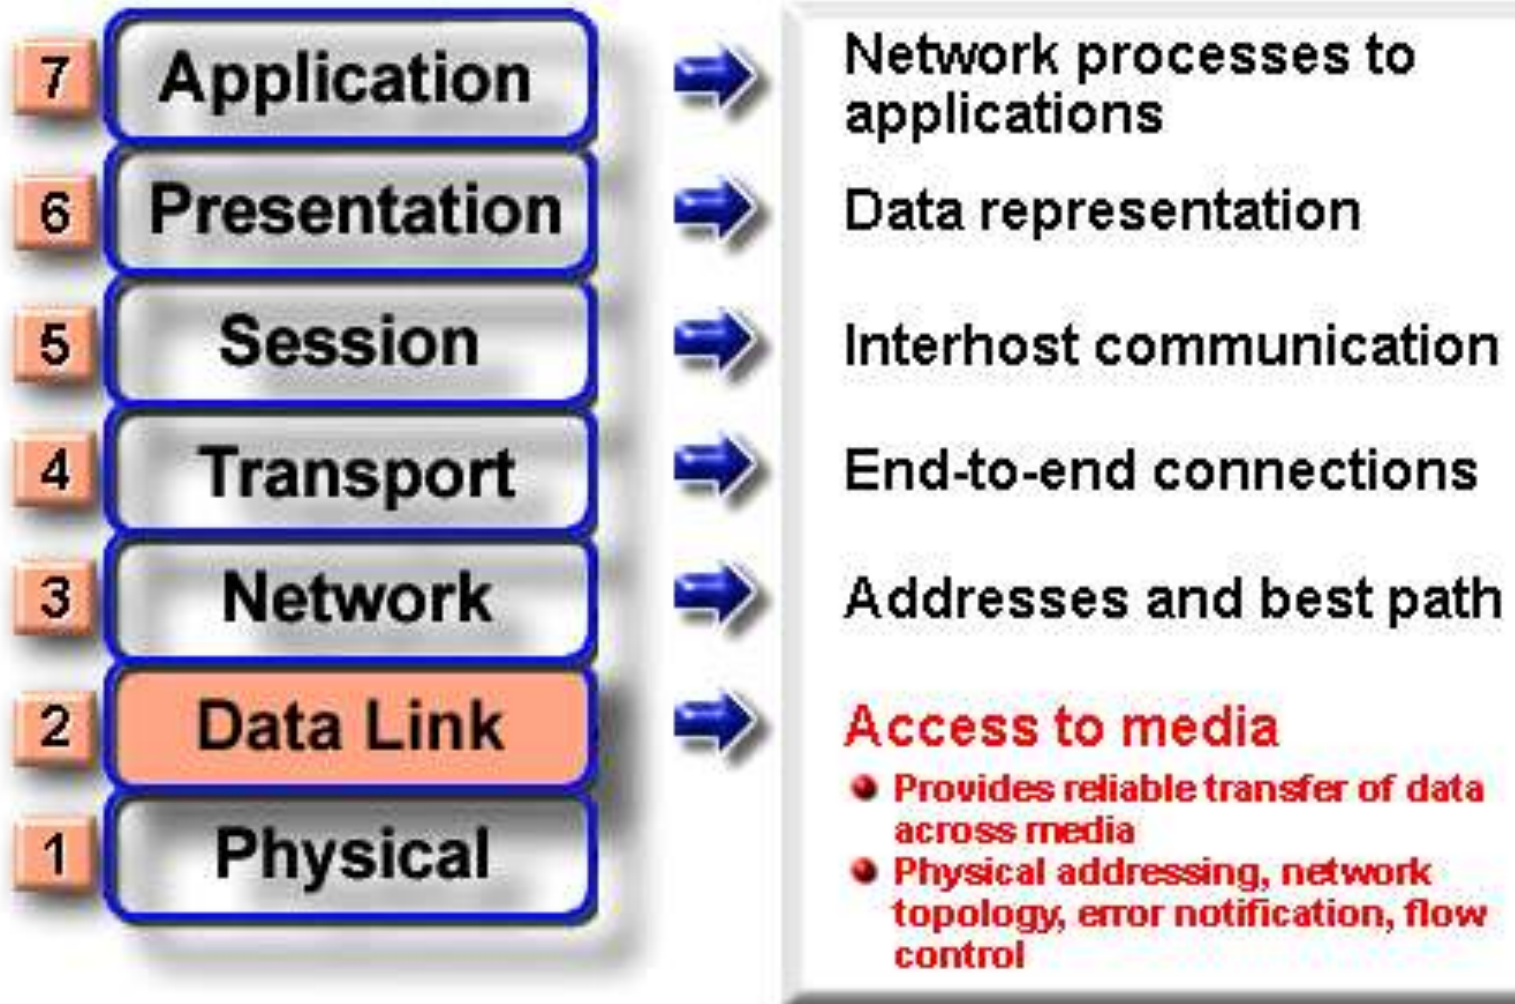 7 Application Network processes to
applications
6 Presentation Data representation
5 Session Interhost communication
4 Transport End-to-end connections
3 Network Addresses and best path
2 Data Link Access to media
Provides reliable transfer of data
across media
1 Physical
Physical addressing, network
topology, error notification, flow
control